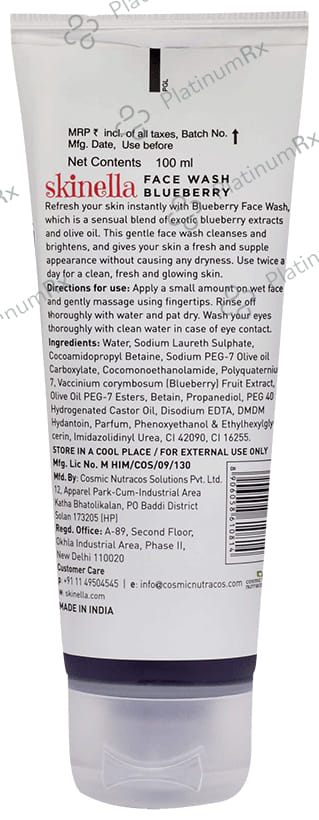 PGL
MRP ₹ incl. of all taxes, Batch No.
Mfg. Date, Use before
Net Contents 100 ml
skinella FACE WASH
BLUEBERRY
Refresh your skin instantly with Blueberry Face Wash,
which is a sensual blend of exotic blueberry extracts
and olive oil. This gentle face wash cleanses and
brightens, and gives your skin a fresh and supple
appearance without causing any dryness. Use twice a
day for a clean, fresh and glowing skin.
Directions for use: Apply a small amount on wet face
and gently massage using fingertips. Rinse off
thoroughly with water and pat dry. Wash your eyes
thoroughly with clean water in case of eye contact.
Ingredients: Water, Sodium Laureth Sulphate,
Cocoamidopropyl Betaine, Sodium PEG-7 Olive oil
Carboxylate, Cocomonoethanolamide, Polyquaterniu
7, Vaccinium corymbosum (Blueberry) Fruit Extract,
Olive Oil PEG-7 Esters, Betain, Propanediol, PEG 40
Hydrogenated Castor Oil, Disodium EDTA, DMDM
Hydantoin, Parfum, Phenoxyethanol & Ethylhexylgly
cerin, Imidazolidinyl Urea, CI 42090, CI 16255.
STORE IN A COOL PLACE / FOR EXTERNAL USE ONLY
Mfg. Lic No. M HIM/COS/09/130
Mfd. By: Cosmic Nutracos Solutions Pvt. Ltd.
12, Apparel Park-Cum-Industrial Area
Katha Bhatolikalan, PO Baddi District
Solan 173205 (HP)
Regd. Office: A-89, Second Floor,
Okhla Industrial Area, Phase II,
New Delhi 110020
Customer Care
p: +91 11 49504545 | e: info@cosmicnutracos.com
w. skinella.com
MADE IN INDIA
8906058610814
PlatinumRx
PlatinumRx
PlatinumRx
PlatinumRx
PlatinumRx